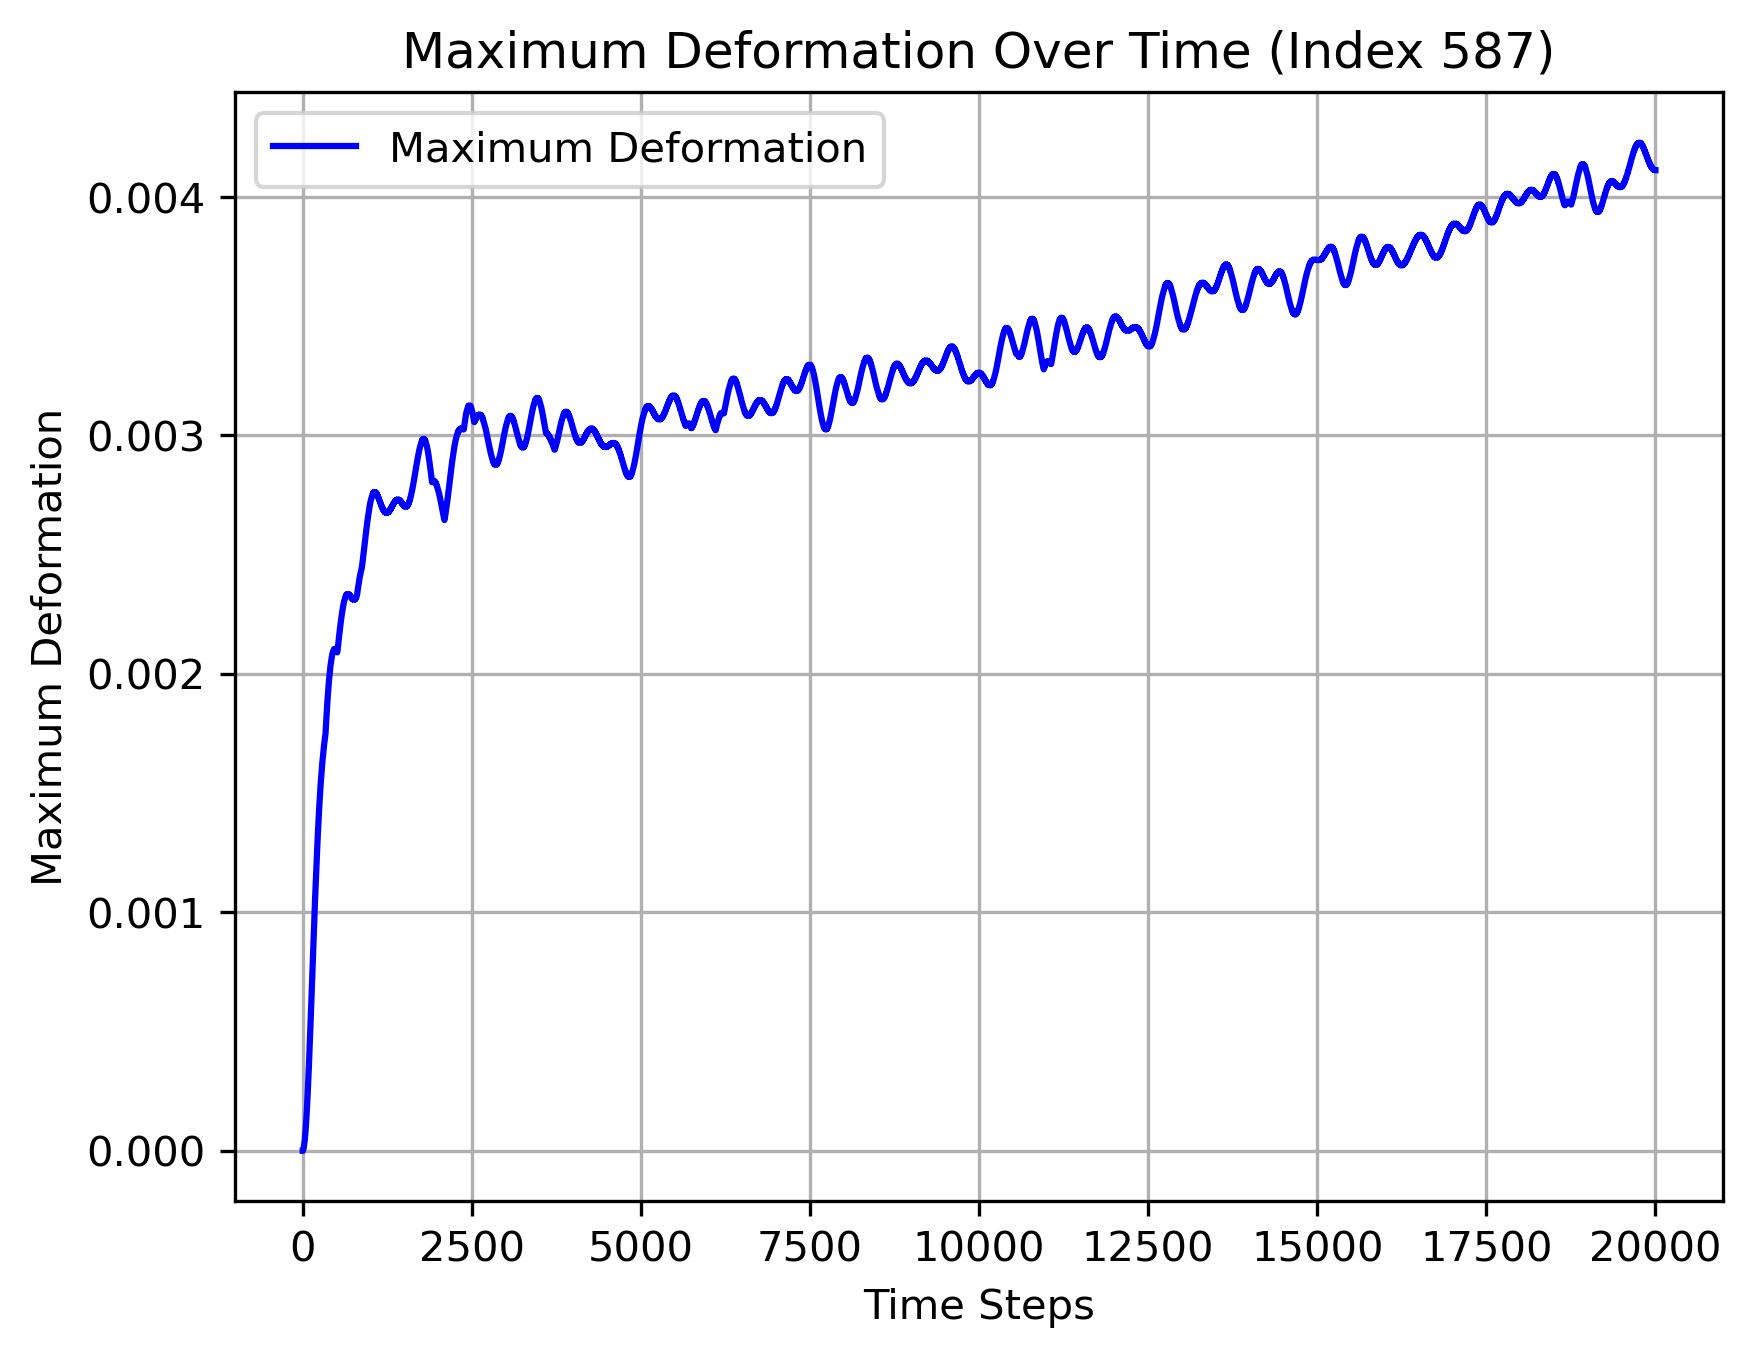 Maximum Deformation Over Time (Index 587)
Maximum Deformation
0.004
0.003
0.002
0.001
0.000
Maximum Deformation
0 2500 5000 7500 10000 12500 15000 17500 20000
Time Steps